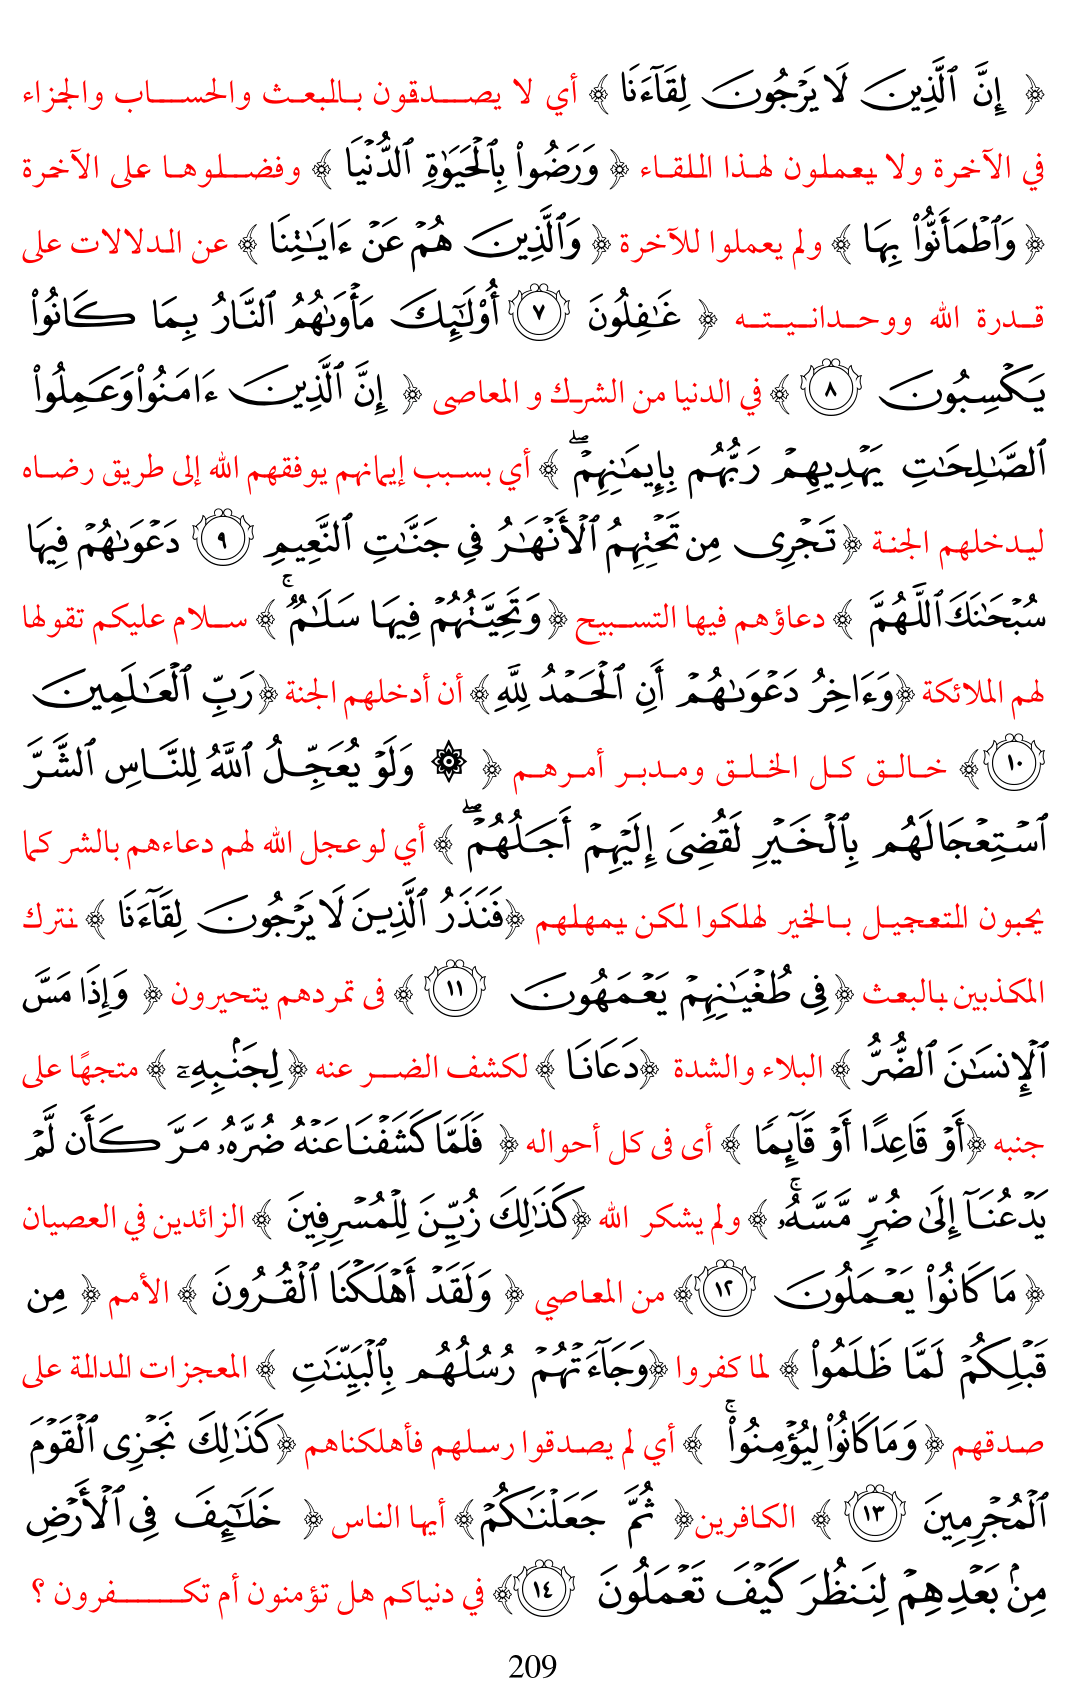 ﴿ إِنَّ ٱلَّذِينَ لَا يَرْجُونَ لِقَآءَنَا ﴾ أي لا يصدقون بالبعث والحساب والجزاء
في الآخرة ولا يعملون لهذا اللقاء ﴿ وَرَضُوا۟ بِٱلْحَيَوٰةِ ٱلدُّنْيَا ﴾ وفضلوها على الآخرة
﴿ وَٱطْمَأَنُّوا۟ بِهَا ﴾ ولم يعملوا للآخرة ﴿ وَٱلَّذِينَ هُمْ عَنْ ءَايَـٰتِنَا ﴾ عن الدلالات على
قدرة الله ووحدانيته ﴿ غَـٰفِلُونَ ٧ أُو۟لَـٰٓئِكَ مَأْوَىٰهُمُ ٱلنَّارُ بِمَا كَانُوا۟
يَكْسِبُونَ ٨ ﴾ في الدنيا من الشرك و المعاصى ﴿ إِنَّ ٱلَّذِينَ ءَامَنُوا۟ وَعَمِلُوا۟
ٱلصَّـٰلِحَـٰتِ يَهْدِيهِمْ رَبُّهُم بِإِيمَـٰنِهِمْ ۖ ﴾ أي بسبب إيمانهم يوفقهم الله إلى طريق رضاه
ليدخلهم الجنة ﴿ تَجْرِى مِن تَحْتِهِمُ ٱلْأَنْهَـٰرُ فِى جَنَّـٰتِ ٱلنَّعِيمِ ٩ دَعْوَىٰهُمْ فِيهَا
سُبْحَـٰنَكَ ٱللَّهُمَّ ﴾ دعاؤهم فيها التسبيح ﴿ وَتَحِيَّتُهُمْ فِيهَا سَلَـٰمٌ ۚ ﴾ سلام عليكم تقولها
لهم الملائكة ﴿ وَءَاخِرُ دَعْوَىٰهُمْ أَنِ ٱلْحَمْدُ لِلَّهِ ﴾ أن أدخلهم الجنة ﴿ رَبِّ ٱلْعَـٰلَمِينَ
١٠ ﴾ خالق كل الخلق ومدبر أمرهم ﴿ ۞ وَلَوْ يُعَجِّلُ ٱللَّهُ لِلنَّاسِ ٱلشَّرَّ
ٱسْتِعْجَالَهُم بِٱلْخَيْرِ لَقُضِىَ إِلَيْهِمْ أَجَلُهُمْ ۖ ﴾ أي لو عجل الله لهم دعاءهم بالشر كما
يحبون التعجيل بالخير لهلكوا لمكن يمهلهم ﴿ فَنَذَرُ ٱلَّذِينَ لَا يَرْجُونَ لِقَآءَنَا ﴾ نترك
المكذبين بالبعث ﴿ فِى طُغْيَـٰنِهِمْ يَعْمَهُونَ ١١ ﴾ فى تمردهم يتحيرون ﴿ وَإِذَا مَسَّ
ٱلْإِنسَـٰنَ ٱلضُّرُّ ﴾ البلاء والشدة ﴿ دَعَانَا ﴾ لكشف الضر عنه ﴿ لِجَنۢبِهِۦٓ ﴾ متجهًا على
جنبه ﴿ أَوْ قَاعِدًا أَوْ قَآئِمًا ﴾ أى فى كل أحواله ﴿ فَلَمَّا كَشَفْنَا عَنْهُ ضُرَّهُۥ مَرَّ كَأَن لَّمْ
يَدْعُنَآ إِلَىٰ ضُرٍّ مَّسَّهُۥ ۚ ﴾ ولم يشكر الله ﴿ كَذَٰلِكَ زُيِّنَ لِلْمُسْرِفِينَ ﴾ الزائدين في العصيان
﴿ مَا كَانُوا۟ يَعْمَلُونَ ١٢ ﴾ من المعاصي ﴿ وَلَقَدْ أَهْلَكْنَا ٱلْقُرُونَ ﴾ الأمم ﴿ مِن
قَبْلِكُمْ لَمَّا ظَلَمُوا۟ ﴾ لما كفروا ﴿ وَجَآءَتْهُمْ رُسُلُهُم بِٱلْبَيِّنَـٰتِ ﴾ المعجزات الدالة على
صدقهم ﴿ وَمَا كَانُوا۟ لِيُؤْمِنُوا۟ ۚ ﴾ أي لم يصدقوا رسلهم فأهلكناهم ﴿ كَذَٰلِكَ نَجْزِى ٱلْقَوْمَ
ٱلْمُجْرِمِينَ ١٣ ﴾ الكافرين ﴿ ثُمَّ جَعَلْنَـٰكُمْ ﴾ أيها الناس ﴿ خَلَـٰٓئِفَ فِى ٱلْأَرْضِ
مِنۢ بَعْدِهِمْ لِنَنظُرَ كَيْفَ تَعْمَلُونَ ١٤ ﴾ في دنياكم هل تؤمنون أم تكفرون ؟
209